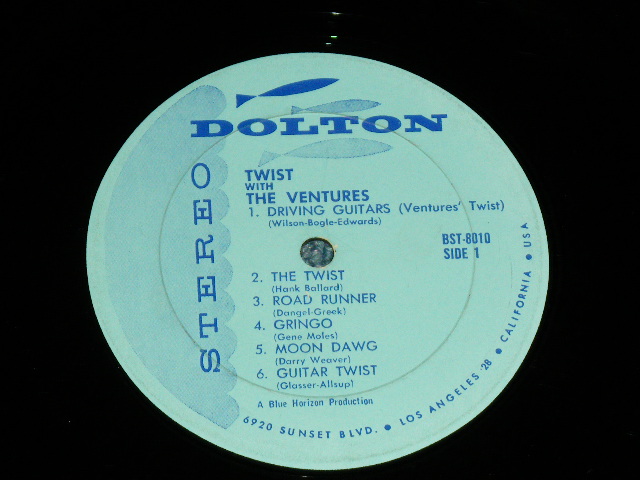 DOLTON
STEREO
TWIST
WITH
THE VENTURES
1. DRIVING GUITARS (Ventures' Twist)
(Wilson-Bogle-Edwards)
BST-8010
SIDE 1
2. THE TWIST
(Hank Ballard)
3. ROAD RUNNER
(Dangel-Greek)
4. GRINGO
(Gene Moles)
5. MOON DAWG
(Darry Weaver)
6. GUITAR TWIST
(Glasser-Allsup)
A Blue Horizon Production
6920 SUNSET BLVD. ● LOS ANGELES 28 ● CALIFORNIA ● USA